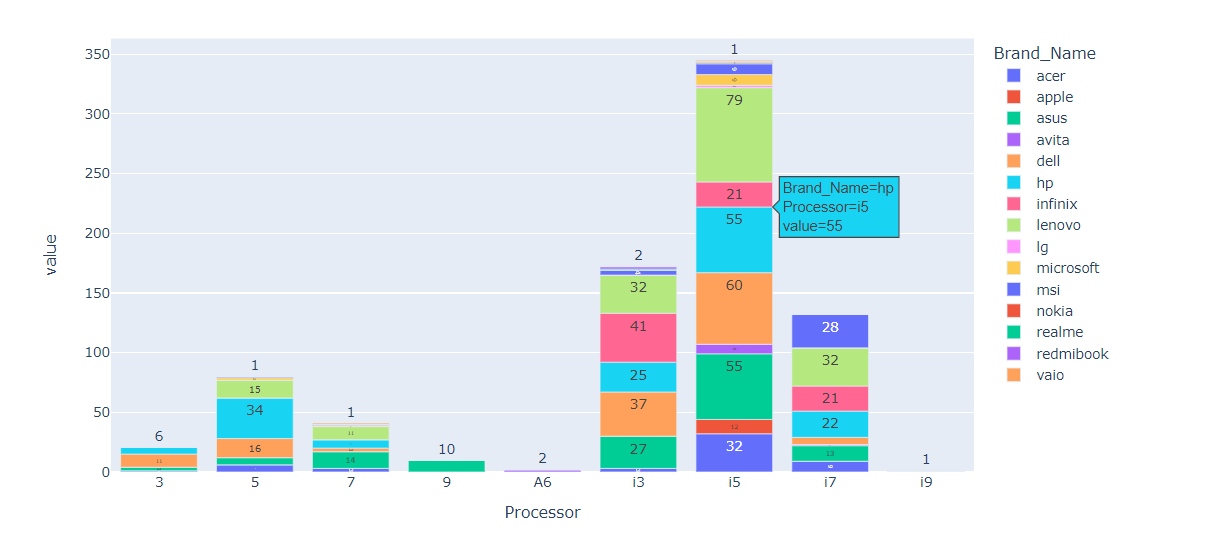 350
300
250
200
150
100
50
0
value
3
5
7
9
A6
i3
i5
i7
i9
Processor
6
11
1
15
34
16
1
11
14
10
2
2
32
41
25
37
27
1
79
21
55
60
55
12
32
28
32
21
22
13
1
Brand_Name=hp
Processor=i5
value=55
Brand_Name
acer
apple
asus
avita
dell
hp
infinix
lenovo
lg
microsoft
msi
nokia
realme
redmibook
vaio